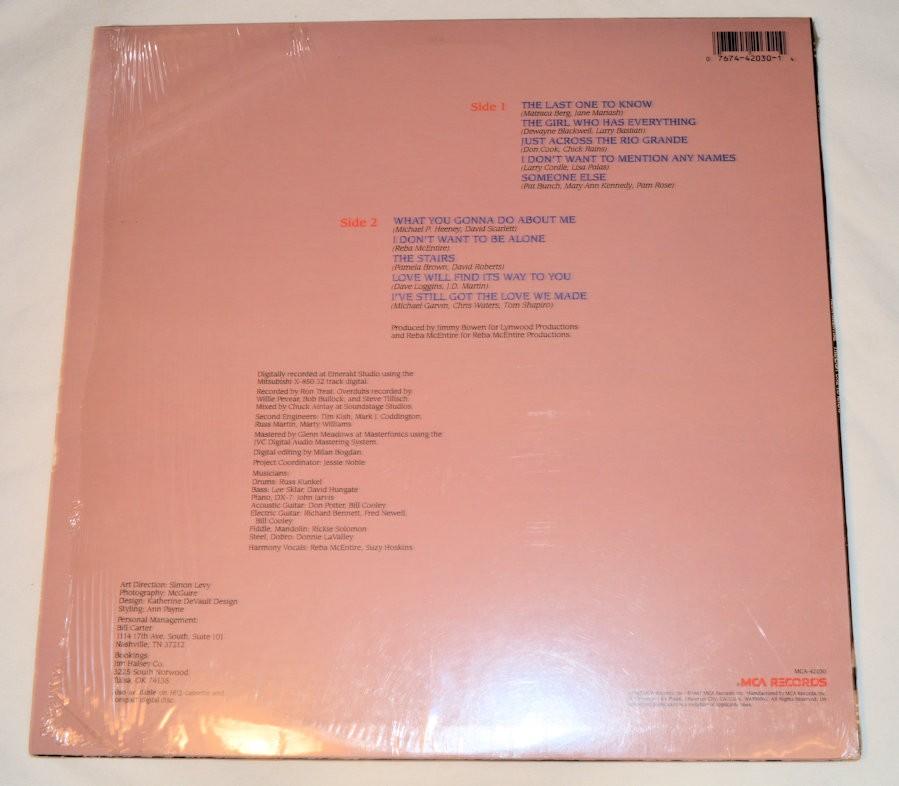 0 7674-42030-1 4
Side 1
THE LAST ONE TO KNOW
(Matraca Berg, Jane Mariash)
THE GIRL WHO HAS EVERYTHING
(Dewayne Blackwell, Larry Bastian)
JUST ACROSS THE RIO GRANDE
(Don Cook, Chick Rains)
I DON'T WANT TO MENTION ANY NAMES
(Larry Cordle, Lisa Palas)
SOMEONE ELSE
(Pat Bunch, Mary Ann Kennedy, Pam Rose)
Side 2
WHAT YOU GONNA DO ABOUT ME
(Michael P. Heeney, David Scarlett)
I DON'T WANT TO BE ALONE
(Reba McEntire)
THE STAIRS
(Pamela Brown, David Roberts)
LOVE WILL FIND ITS WAY TO YOU
(Dave Loggins, J.D. Martin)
I'VE STILL GOT THE LOVE WE MADE
(Michael Garvin, Chris Waters, Tom Shapiro)
Produced by Jimmy Bowen for Lynwood Productions
and Reba McEntire for Reba McEntire Productions.
Digitally recorded at Emerald Studio using the
Mitsubishi X-850 32 track digital.
Recorded by Ron Treat. Overdubs recorded by
Willie Pevear, Bob Bullock, and Steve Tillisch.
Mixed by Chuck Ainlay at Soundstage Studios.
Second Engineers: Tim Kish, Mark J. Coddington,
Russ Martin, Marty Williams
Mastered by Glenn Meadows at Masterfonics using the
JVC Digital Audio Mastering System.
Digital editing by Milan Bogdan.
Project Coordinator: Jessie Noble
Musicians:
Drums: Russ Kunkel
Bass: Lee Sklar, David Hungate
Piano, DX-7: John Jarvis
Acoustic Guitar: Don Potter, Bill Cooley
Electric Guitar: Richard Bennett, Fred Newell,
Bill Cooley
Fiddle, Mandolin: Rickie Solomon
Steel, Dobro: Donnie LaValley
Harmony Vocals: Reba McEntire, Suzy Hoskins
Art Direction: Simon Levy
Photography: McGuire
Design: Katherine DeVault Design
Styling: Ann Payne
Personal Management:
Bill Carter
1114 17th Ave. South, Suite 101
Nashville, TN 37212
Bookings:
Jim Halsey Co.
3225 South Norwood
Tulsa, OK 74135
Also available on HiQ cassette and
compact digital disc.
MCA-42030
MCA RECORDS